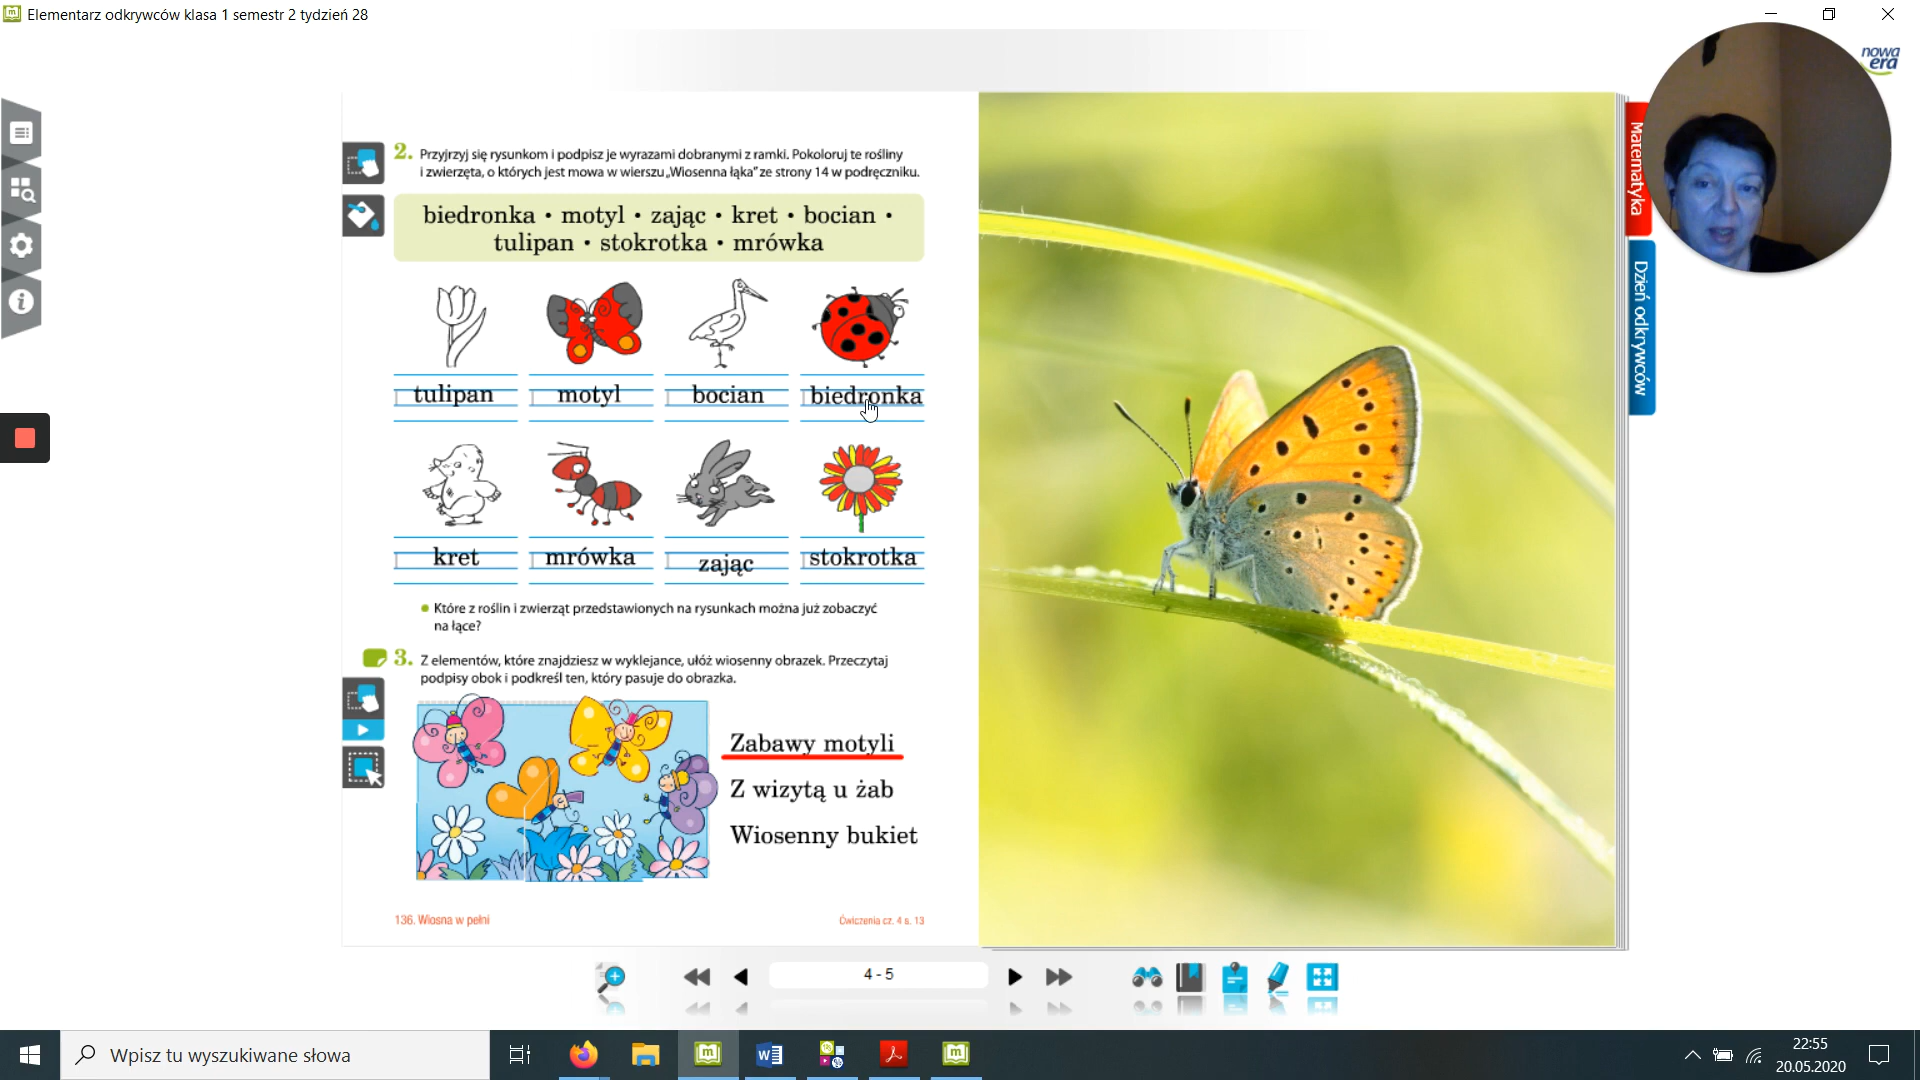 Elementarz odkrywców klasa 1 semestr 2 tydzień 28
nowa
era
Matematyka
Dzień odkrywców
2. Przyjrzyj się rysunkom i podpisz je wyrazami dobranymi z ramki. Pokoloruj te rośliny
i zwierzęta, o których jest mowa w wierszu „Wiosenna łąka" ze strony 14 w podręczniku.
biedronka • motyl • zając • kret • bocian •
tulipan • stokrotka • mrówka
tulipan motyl bocian biedronka
kret mrówka zając stokrotka
• Które z roślin i zwierząt przedstawionych na rysunkach można już zobaczyć
na łące?
3. Z elementów, które znajdziesz w wyklejance, ułóż wiosenny obrazek. Przeczytaj
podpisy obok i podkreśl ten, który pasuje do obrazka.
Zabawy motyli
Z wizytą u żab
Wiosenny bukiet
136. Wiosna w pełni
Ćwiczenia cz. 4 s. 13
4 - 5
Wpisz tu wyszukiwane słowa
22:55
20.05.2020